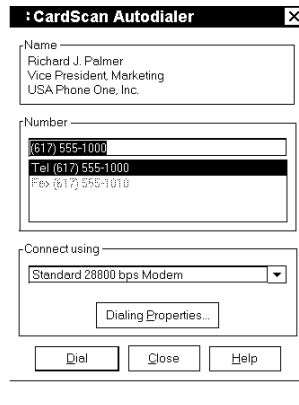 CardScan Autodialer
Name
Richard J. Palmer
Vice President, Marketing
USA Phone One, Inc.
Number
(617) 555-1000
Tel (617) 555-1000
Fax (617) 555-1010
Connect using
Standard 28800 bps Modem
Dialing Properties...
Dial
Close
Help